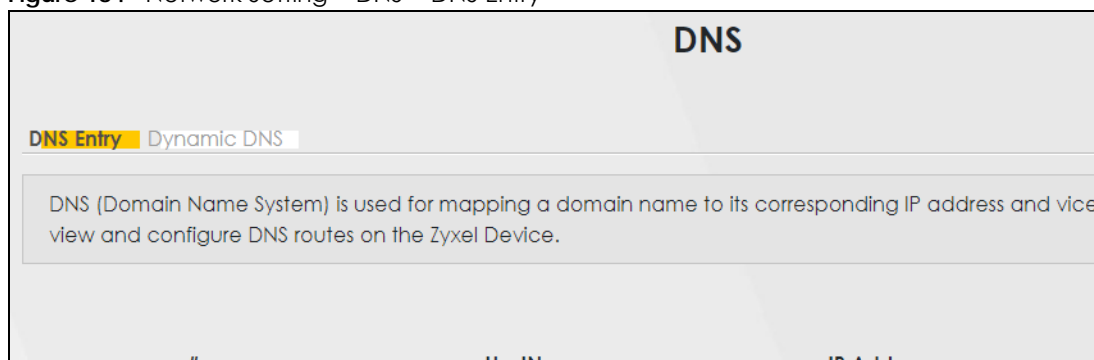 DNS
DNS Entry Dynamic DNS
DNS (Domain Name System) is used for mapping a domain name to its corresponding IP address and vice
view and configure DNS routes on the Zyxel Device.